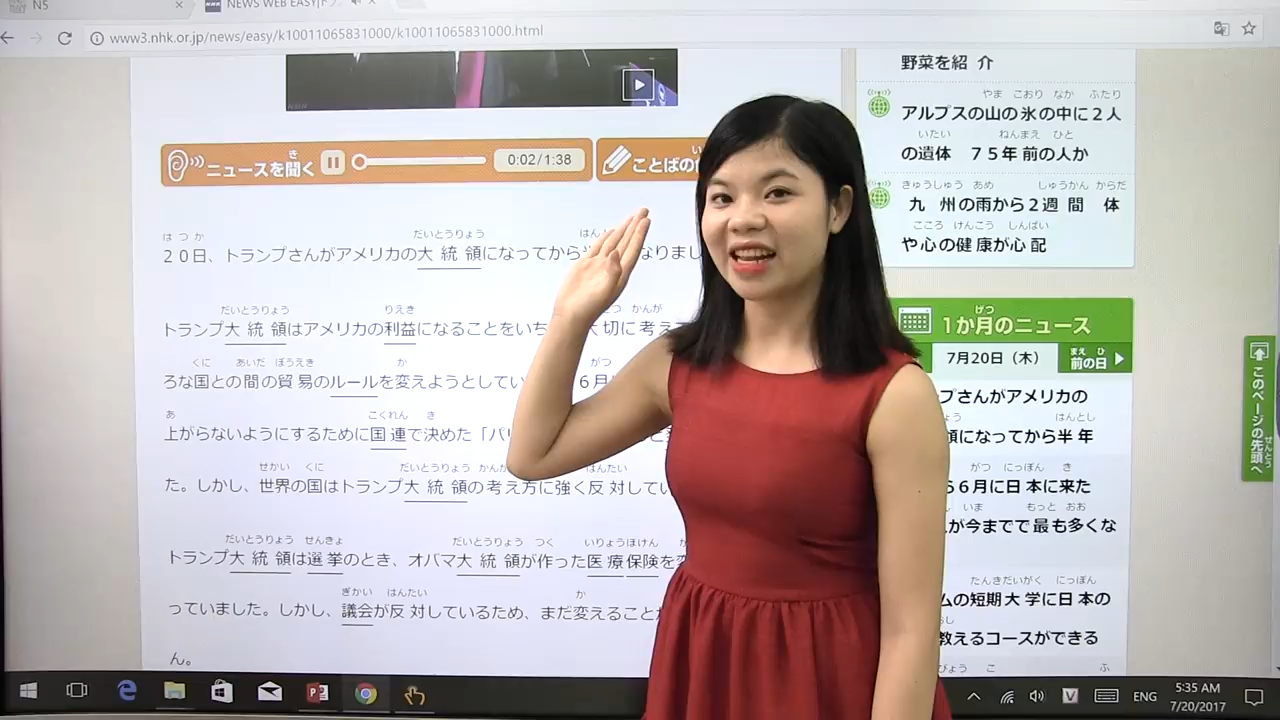 N5
NEWS WEB EASY
www3.nhk.or.jp/news/easy/k10011065831000/k10011065831000.html
き
ニュースを聞く
0:02/1:38
ことばの
はつか だいとうりょう
20日、トランプさんがアメリカの大統領になってから
なりまし
だいとうりょう りえき かんが
トランプ大統領はアメリカの利益になることをいち
切に考え
くに あいだ ぼうえき か がつ
ろな国との間の貿易のルールを変えようとしてい
6月
あ こくれん き
上がらないようにするために国連で決めた「パ
せかい くに だいとうりょう かんが はんたい
た。しかし、世界の国はトランプ大統領の考え方に強く反対してい
だいとうりょう せんきょ だいとうりょう つく いりょうほけん
トランプ大統領は選挙のとき、オバマ大統領が作った医療保険を
ぎかい はんたい か
っていました。しかし、議会が反対しているため、まだ変えること
ん。
野菜を紹介
やま こおり なか ふたり
アルプスの山の氷の中に2人
いたい ねんまえ ひと
の遺体 75年前の人か
きゅうしゅう あめ しゅうかん からだ
九州の雨から2週間 体
こころ けんこう しんぱい
や心の健康が心配
げつ
1か月のニュース
7月20日(木)
まえ ひ
前の日
プさんがアメリカの
はんとし
領になってから半年
がつ にっぽん き
6月に日本に来た
いま もっと おお
が今までで最も多くな
たんきだいがく にっぽん
ムの短期大学に日本の
教えるコースができる
せんとう
このページの先頭へ
ENG
5:35 AM
7/20/2017